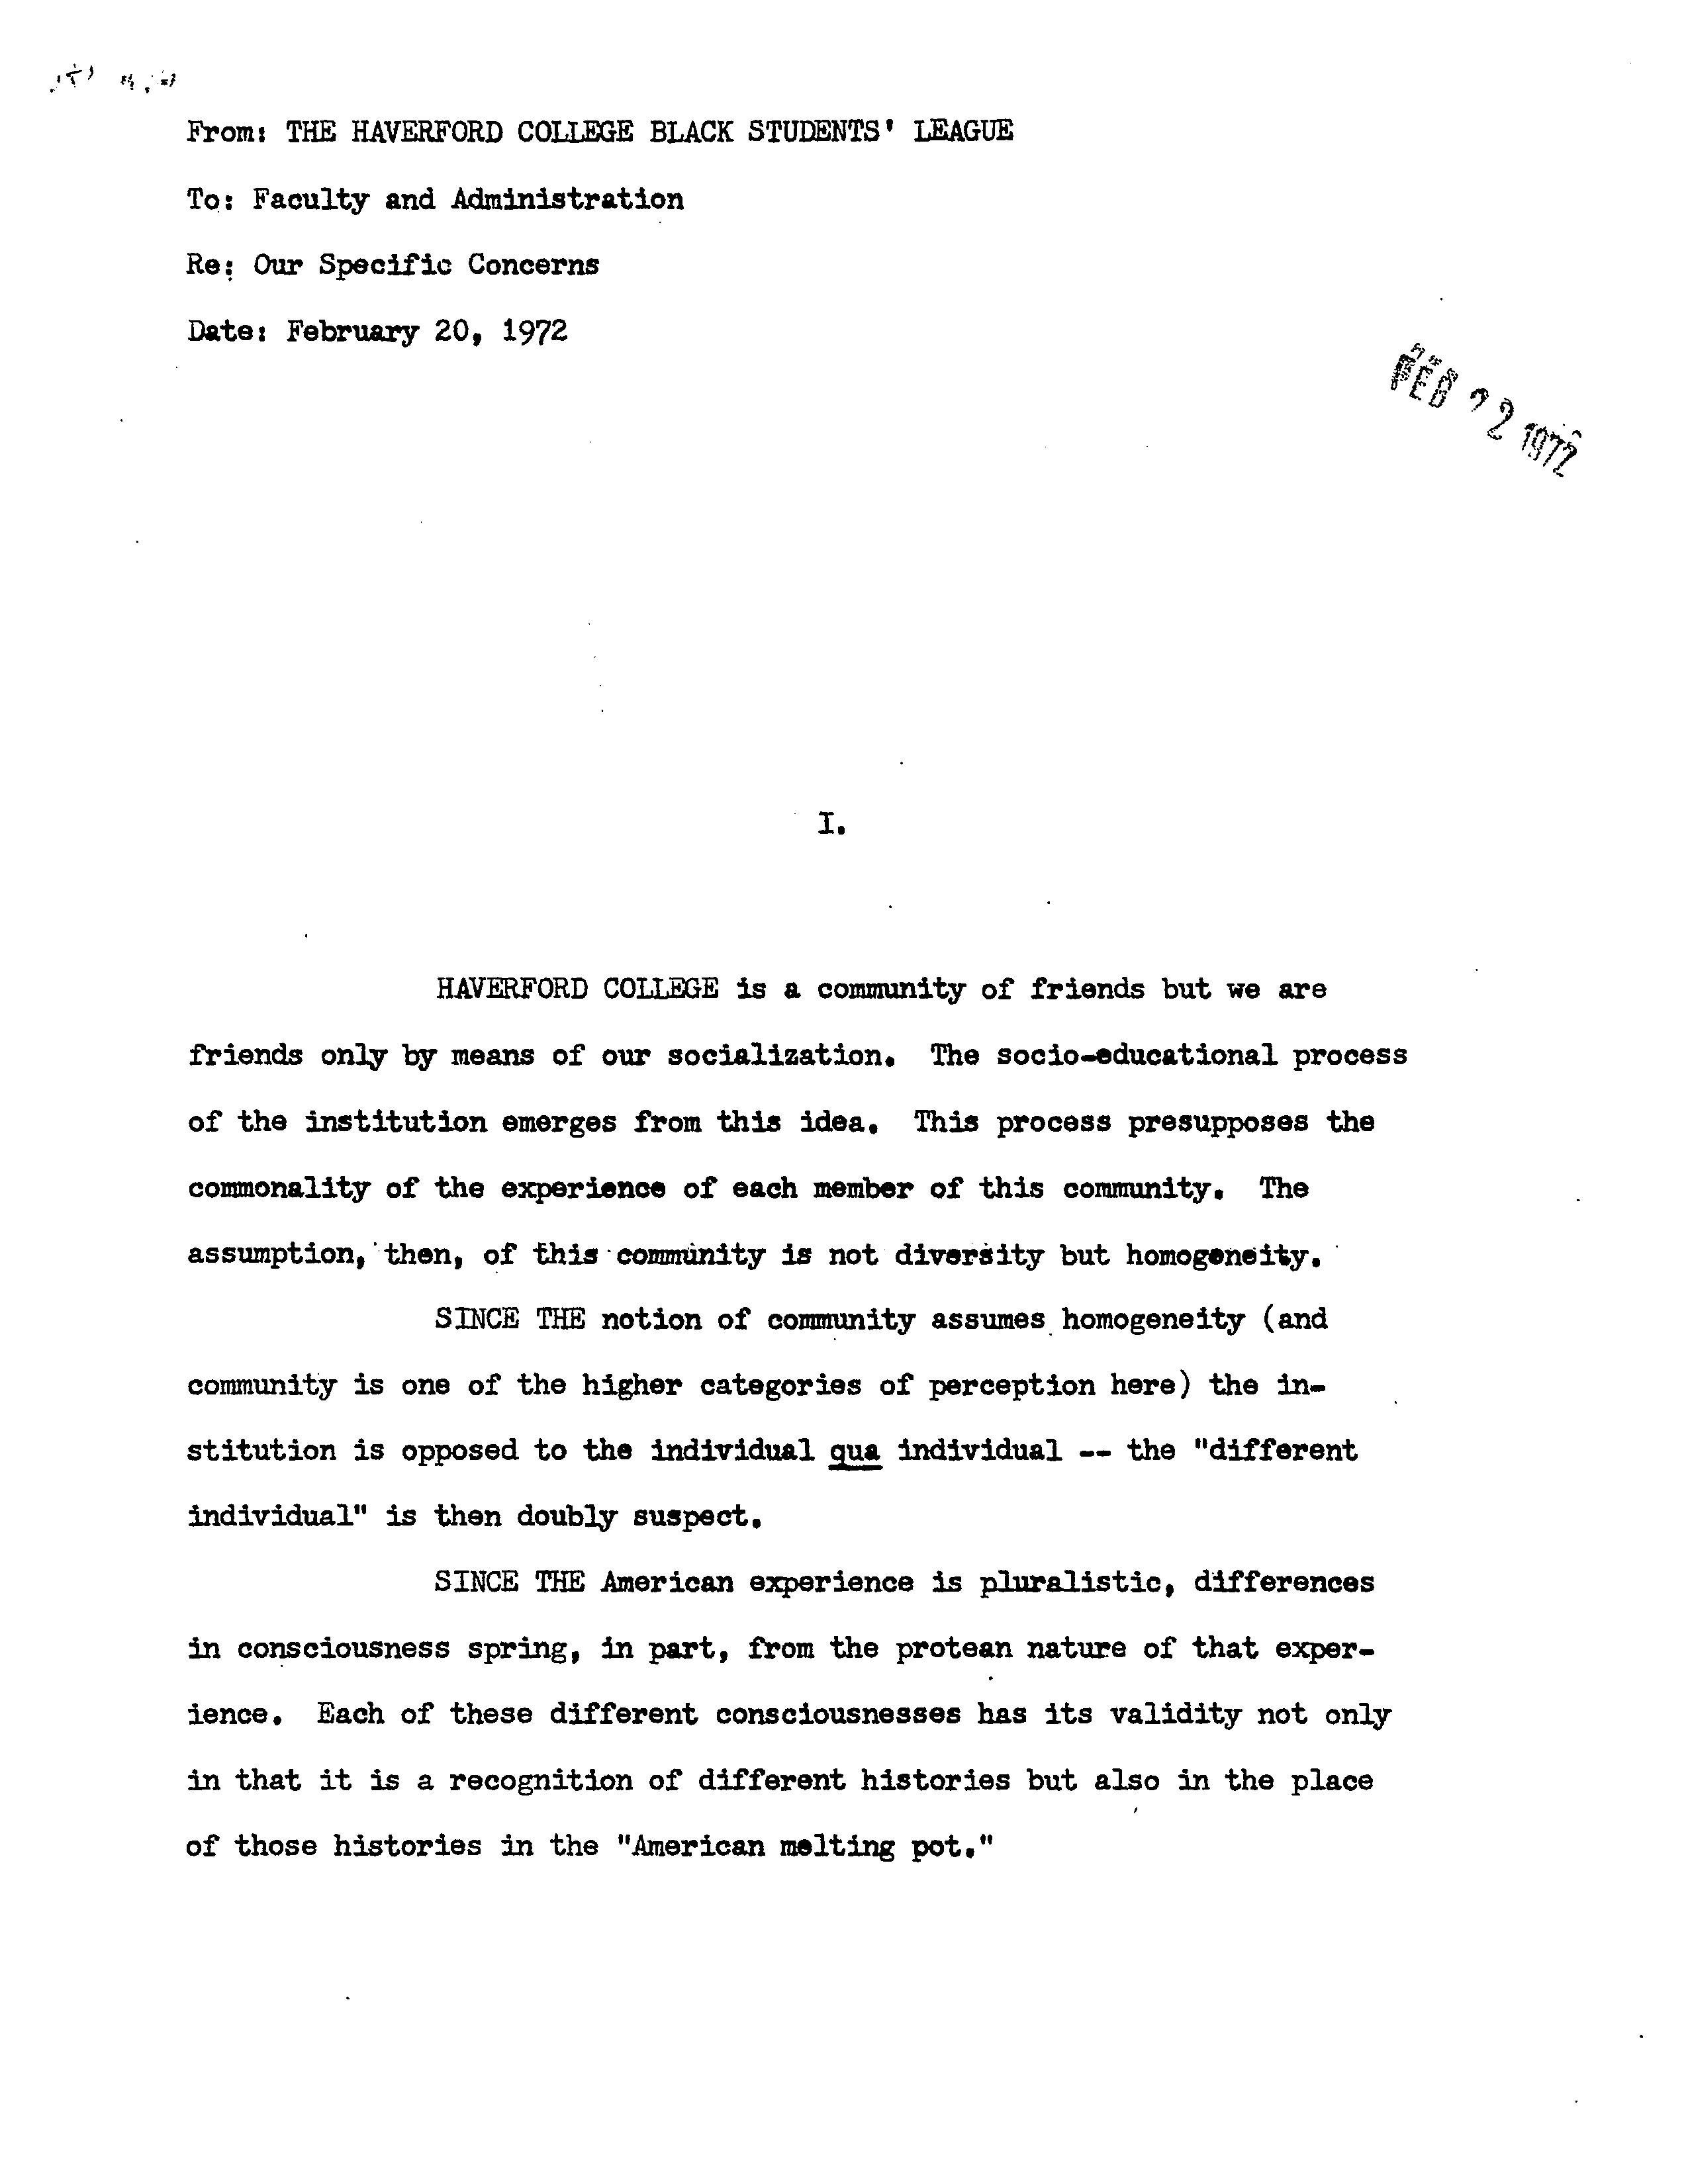 From: THE HAVERFORD COLLEGE BLACK STUDENTS' LEAGUE
To: Faculty and Administration
Re: Our Specific Concerns
Date: February 20, 1972
FEB 22 1972
I.
HAVERFORD COLLEGE is a community of friends but we are
friends only by means of our socialization. The socio-educational process
of the institution emerges from this idea. This process presupposes the
commonality of the experience of each member of this community. The
assumption, then, of this community is not diversity but homogeneity.
SINCE THE notion of community assumes homogeneity (and
community is one of the higher categories of perception here) the in-
stitution is opposed to the individual qua individual -- the "different
individual" is then doubly suspect.
SINCE THE American experience is pluralistic, differences
in consciousness spring, in part, from the protean nature of that exper-
ience. Each of these different consciousnesses has its validity not only
in that it is a recognition of different histories but also in the place
of those histories in the "American melting pot."